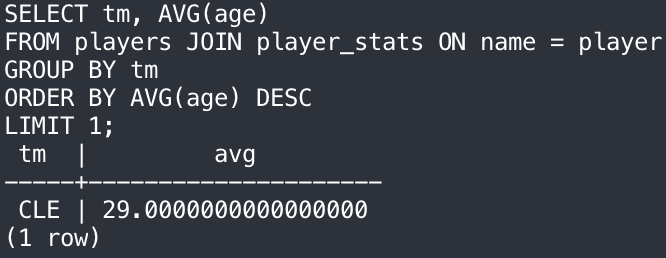 SELECT tm, AVG(age)
FROM players JOIN player_stats ON name = player
GROUP BY tm
ORDER BY AVG(age) DESC
LIMIT 1;
 tm  |         avg
-----+---------------------
 CLE | 29.0000000000000000
(1 row)